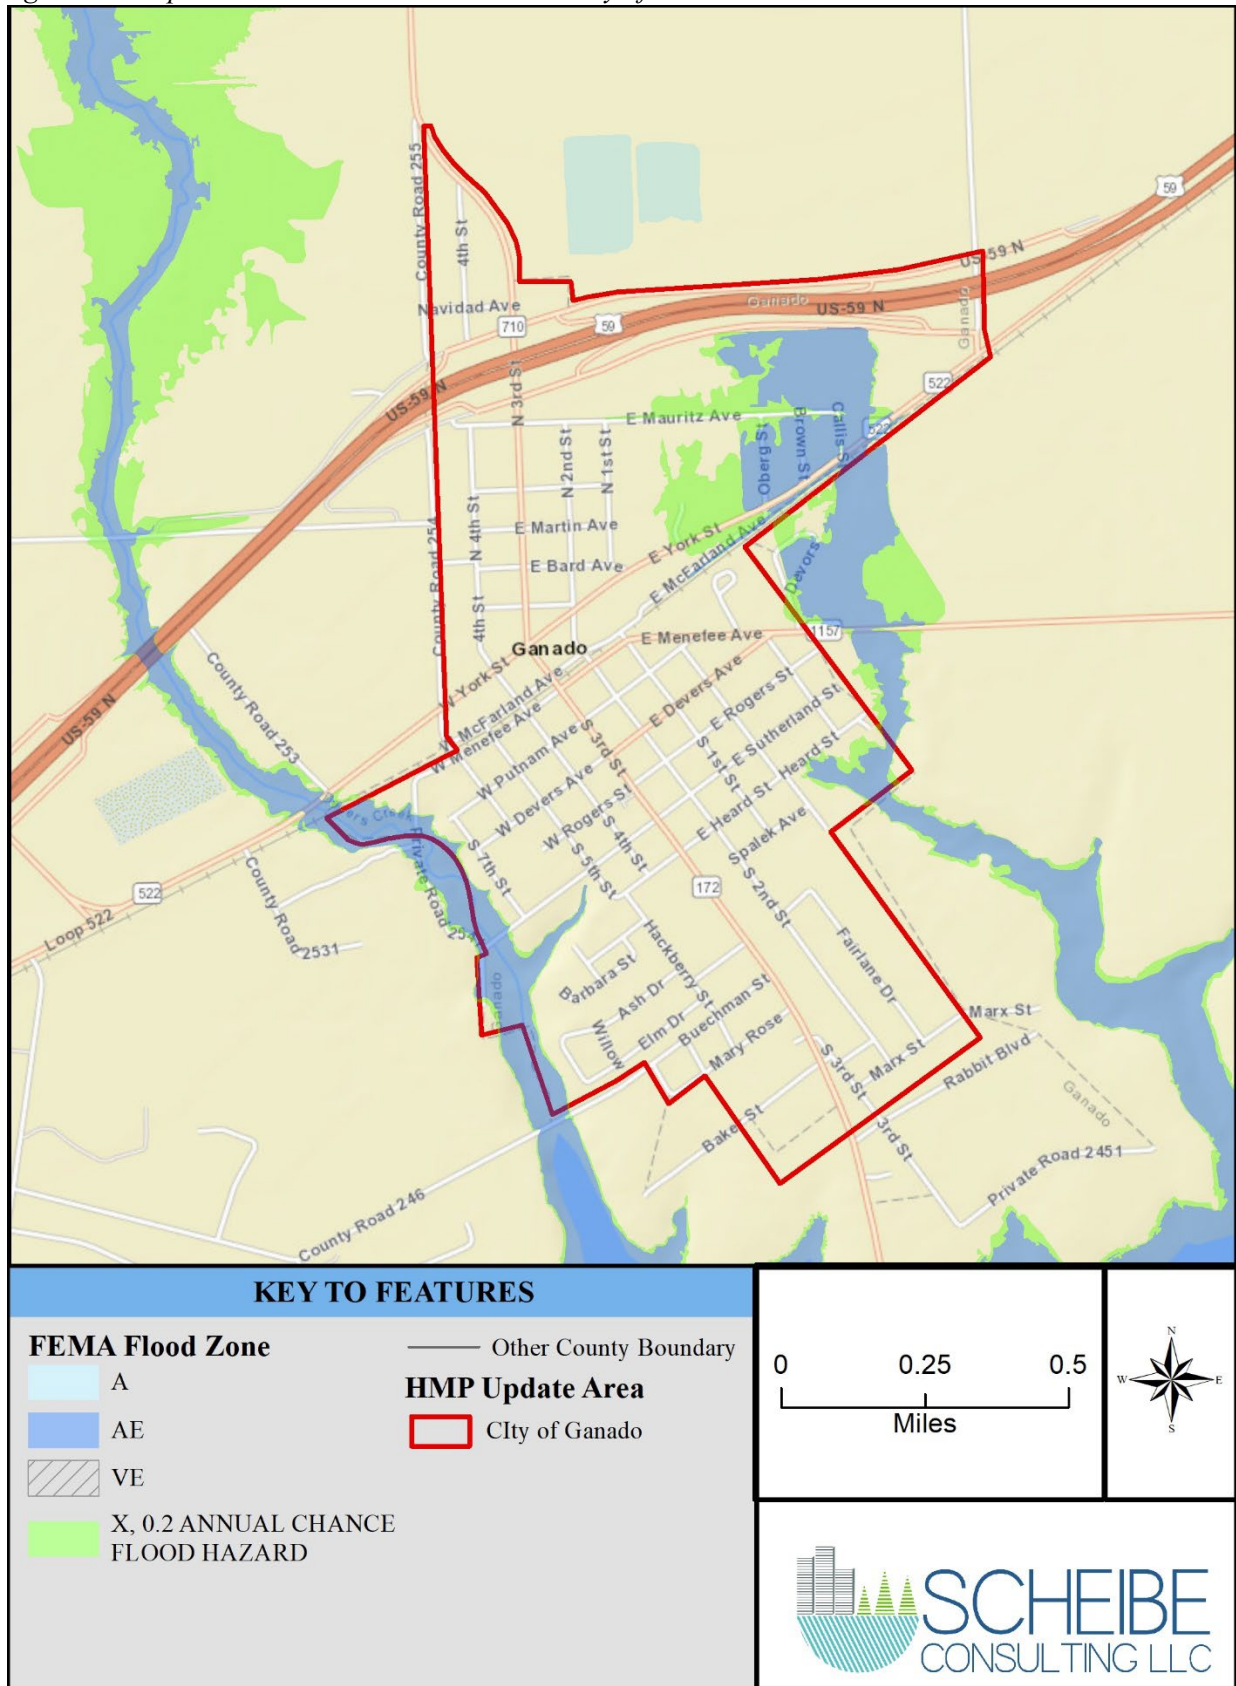 County Road 255
4th St
59
US-59 N
Ganado
US-59 N
Ganado
Navidad Ave
710
59
US-59 N
N 3rd St
522
E Mauritz Ave
Oberg St
Brown St
Callis St
522
N 2nd St
N 1st St
County Road 254
N 4th St
E Martin Ave
E York St
E McFarland Ave
E Bard Ave
Devors
4th St
Ganado
E Menefee Ave
1157
County Road 253
US-59 N
W York St
W McFarland Ave
W Menefee Ave
E Devers Ave
E Rogers St
E Sutherland St
S 3rd St
S 1st St
W Putnam Ave
W Devers Ave
W Rogers St
E Heard St
Heard St
Spalek Ave
S 4th St
S 5th St
S 7th St
Creek
Private Road 254
522
Loop 522
County Road 2531
172
S 2nd St
Hackberry St
Fairlane Dr
Barbara St
Ash Dr
Ganado
Elm Dr
Buechman St
Willow
Mary Rose
Marx St
S 3rd St
Marx St
Rabbit Blvd
Ganado
Baker St
3rd St
Private Road 2451
County Road 246
KEY TO FEATURES
FEMA Flood Zone
A
AE
VE
X, 0.2 ANNUAL CHANCE
FLOOD HAZARD
Other County Boundary
HMP Update Area
CIty of Ganado
0 0.25 0.5
Miles
N
W E
S
SCHEIBE
CONSULTING LLC